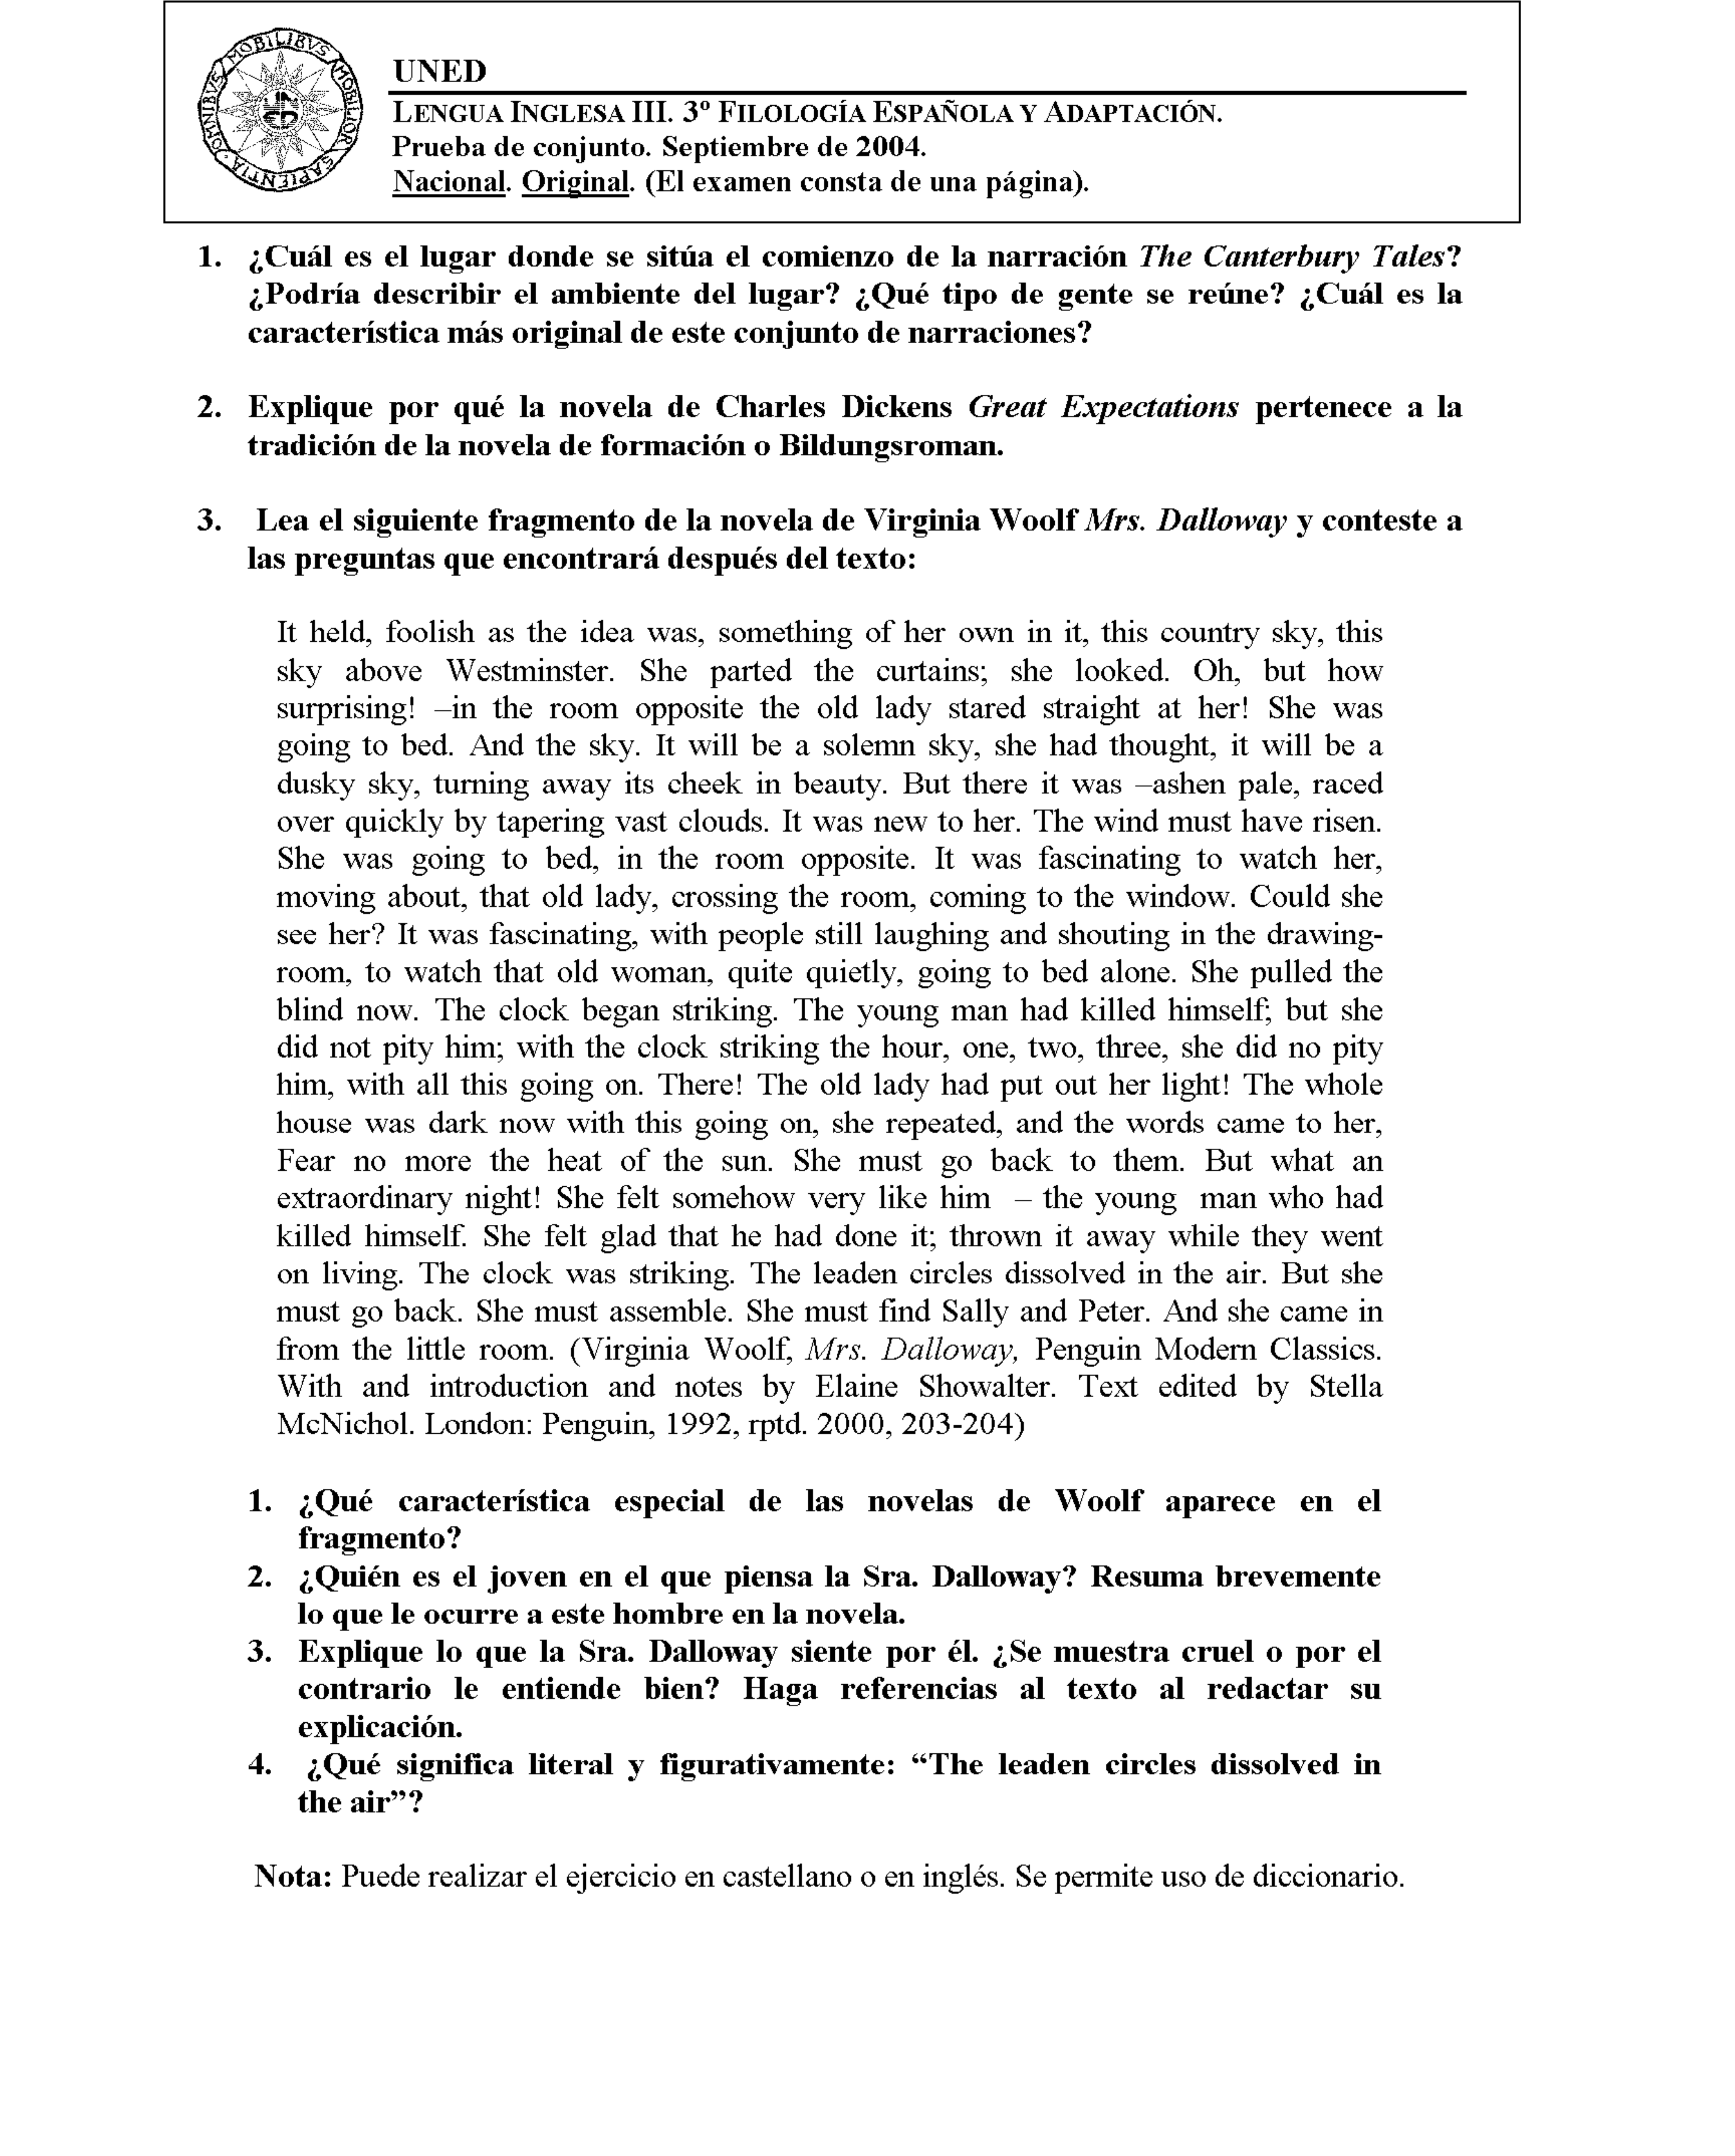 OMNIBVS MOBILIBVS MOBILIOR SAPIENTIA
UNED
UNED
LENGUA INGLESA III. 3º FILOLOGÍA ESPAÑOLA Y ADAPTACIÓN.
Prueba de conjunto. Septiembre de 2004.
Nacional. Original. (El examen consta de una página).
1. ¿Cuál es el lugar donde se sitúa el comienzo de la narración The Canterbury Tales?
¿Podría describir el ambiente del lugar? ¿Qué tipo de gente se reúne? ¿Cuál es la
característica más original de este conjunto de narraciones?
2. Explique por qué la novela de Charles Dickens Great Expectations pertenece a la
tradición de la novela de formación o Bildungsroman.
3. Lea el siguiente fragmento de la novela de Virginia Woolf Mrs. Dalloway y conteste a
las preguntas que encontrará después del texto:
It held, foolish as the idea was, something of her own in it, this country sky, this
sky above Westminster. She parted the curtains; she looked. Oh, but how
surprising! –in the room opposite the old lady stared straight at her! She was
going to bed. And the sky. It will be a solemn sky, she had thought, it will be a
dusky sky, turning away its cheek in beauty. But there it was –ashen pale, raced
over quickly by tapering vast clouds. It was new to her. The wind must have risen.
She was going to bed, in the room opposite. It was fascinating to watch her,
moving about, that old lady, crossing the room, coming to the window. Could she
see her? It was fascinating, with people still laughing and shouting in the drawing-
room, to watch that old woman, quite quietly, going to bed alone. She pulled the
blind now. The clock began striking. The young man had killed himself; but she
did not pity him; with the clock striking the hour, one, two, three, she did no pity
him, with all this going on. There! The old lady had put out her light! The whole
house was dark now with this going on, she repeated, and the words came to her,
Fear no more the heat of the sun. She must go back to them. But what an
extraordinary night! She felt somehow very like him – the young man who had
killed himself. She felt glad that he had done it; thrown it away while they went
on living. The clock was striking. The leaden circles dissolved in the air. But she
must go back. She must assemble. She must find Sally and Peter. And she came in
from the little room. (Virginia Woolf, Mrs. Dalloway, Penguin Modern Classics.
With and introduction and notes by Elaine Showalter. Text edited by Stella
McNichol. London: Penguin, 1992, rptd. 2000, 203-204)
1. ¿Qué característica especial de las novelas de Woolf aparece en el
fragmento?
2. ¿Quién es el joven en el que piensa la Sra. Dalloway? Resuma brevemente
lo que le ocurre a este hombre en la novela.
3. Explique lo que la Sra. Dalloway siente por él. ¿Se muestra cruel o por el
contrario le entiende bien? Haga referencias al texto al redactar su
explicación.
4. ¿Qué significa literal y figurativamente: “The leaden circles dissolved in
the air”?
Nota: Puede realizar el ejercicio en castellano o en inglés. Se permite uso de diccionario.